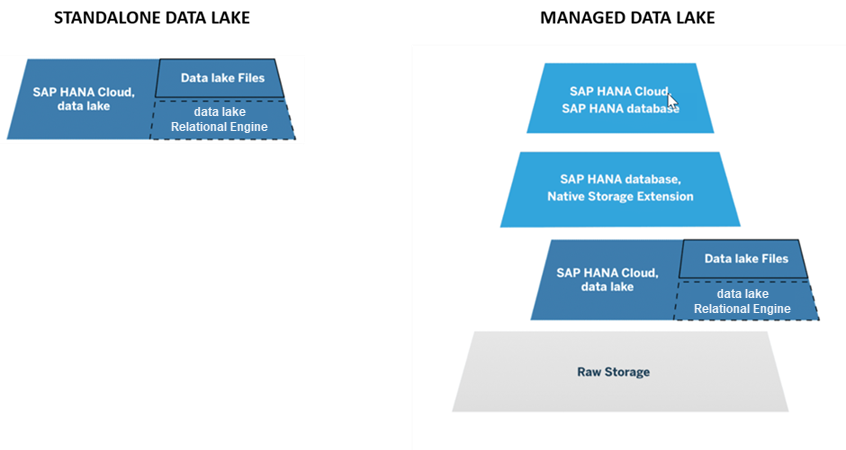 STANDALONE DATA LAKE
SAP HANA Cloud,
data lake
Data lake Files
data lake
Relational Engine
MANAGED DATA LAKE
SAP HANA Cloud,
SAP HANA database
SAP HANA database,
Native Storage Extension
SAP HANA Cloud,
data lake
Data lake Files
data lake
Relational Engine
Raw Storage